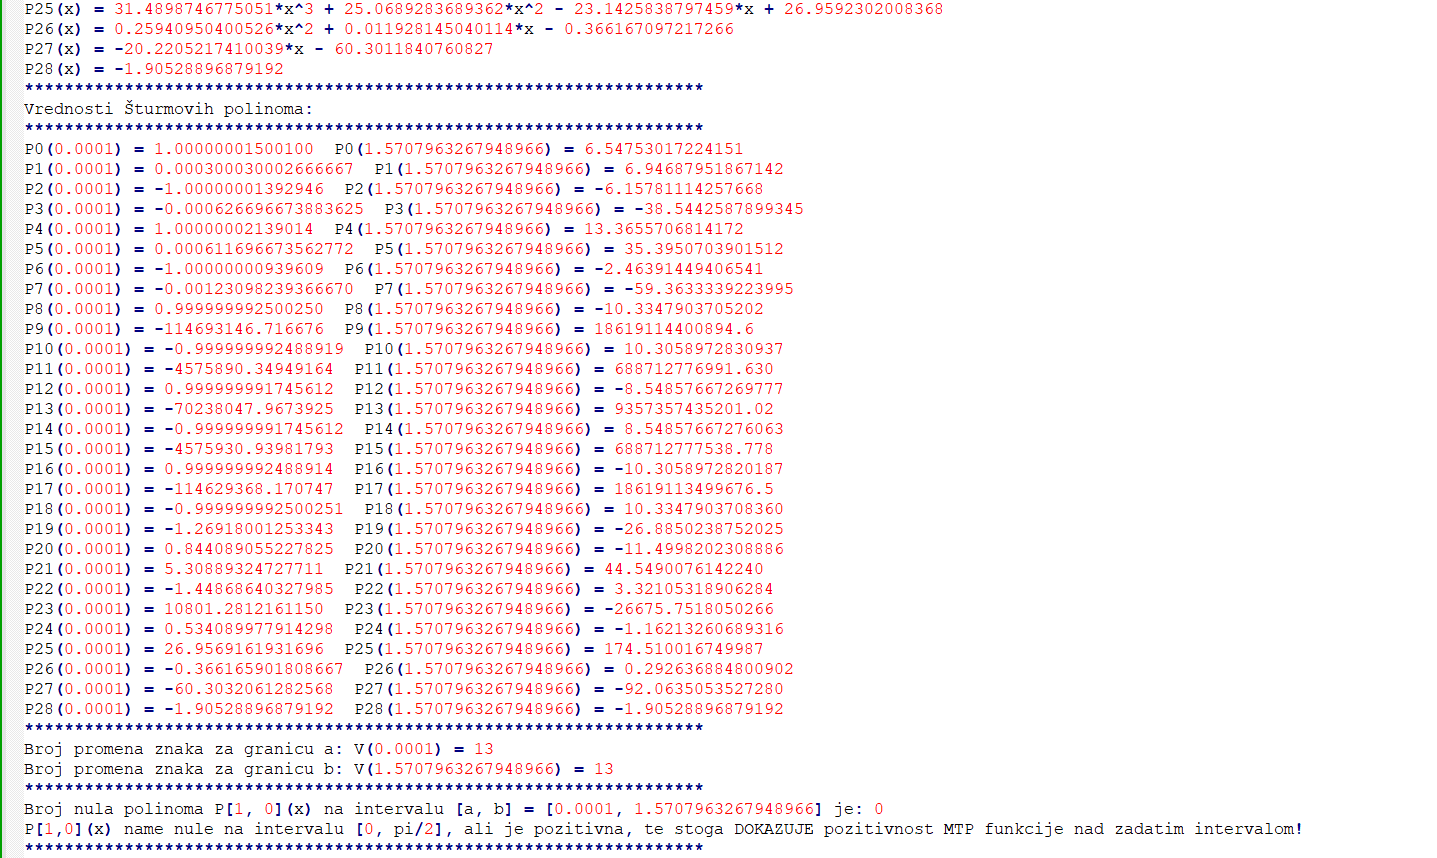 P25(x) = 31.4898746775051*x^3 + 25.0689283689362*x^2 - 23.1425838797459*x + 26.9592302008368
P26(x) = 0.259409504005​26*x^2 + 0.011928145040114*x - 0.366167097217266
P27(x) = -20.2205217410039*x - 60.3011840760827
P28(x) = -1.90528896879192
********************************************************************
Vrednosti Šturmovih polinoma:
********************************************************************
P0(0.0001) = 1.00000001500100  P0(1.5707963267948966) = 6.54753017224151
P1(0.0001) = 0.000300030002666667  P1(1.5707963267948966) = 6.94687951867142
P2(0.0001) = -1.00000001392946  P2(1.5707963267948966) = -6.15781114257668
P3(0.0001) = -0.000626696673883625  P3(1.5707963267948966) = -38.5442587899345
P4(0.0001) = 1.00000002139014  P4(1.5707963267948966) = 13.3655706814172
P5(0.0001) = 0.000611696673562772  P5(1.5707963267948966) = 35.3950703901512
P6(0.0001) = -1.00000000939609  P6(1.5707963267948966) = -2.46391449406541
P7(0.0001) = -0.00123098239366670  P7(1.5707963267948966) = -59.3633339223995
P8(0.0001) = 0.999999992500250  P8(1.5707963267948966) = -10.3347903705202
P9(0.0001) = -114693146.716676  P9(1.5707963267948966) = 18619114400894.6
P10(0.0001) = -0.999999992488919  P10(1.5707963267948966) = 10.3058972830937
P11(0.0001) = -4575890.34949164  P11(1.5707963267948966) = 688712776991.630
P12(0.0001) = 0.999999991745612  P12(1.5707963267948966) = -8.54857667269777
P13(0.0001) = -70238047.9673925  P13(1.5707963267948966) = 9357357435201.02
P14(0.0001) = -0.999999991745612  P14(1.5707963267948966) = 8.54857667276063
P15(0.0001) = -4575930.93981793  P15(1.5707963267948966) = 688712777538.778
P16(0.0001) = 0.999999992488914  P16(1.5707963267948966) = -10.3058972820187
P17(0.0001) = -114629368.170747  P17(1.5707963267948966) = 18619113499676.5
P18(0.0001) = -0.999999992500251  P18(1.5707963267948966) = 10.3347903708360
P19(0.0001) = -1.26918001253343  P19(1.5707963267948966) = -26.8850238752025
P20(0.0001) = 0.844089055227825  P20(1.5707963267948966) = -11.4998202308886
P21(0.0001) = 5.30889324727711  P21(1.5707963267948966) = 44.5490076142240
P22(0.0001) = -1.44868640327985  P22(1.5707963267948966) = 3.32105318906284
P23(0.0001) = 10801.2812161150  P23(1.5707963267948966) = -26675.7518050266
P24(0.0001) = 0.534089977914298  P24(1.5707963267948966) = -1.16213260689316
P25(0.0001) = 26.9569161931696  P25(1.5707963267948966) = 174.510016749987
P26(0.0001) = -0.366165901808667  P26(1.5707963267948966) = 0.292636884800902
P27(0.0001) = -60.3032061282568  P27(1.5707963267948966) = -92.0635053527280
P28(0.0001) = -1.90528896879192  P28(1.5707963267948966) = -1.90528896879192
********************************************************************
Broj promena znaka za granicu a: V(0.0001) = 13
Broj promena znaka za granicu b: V(1.5707963267948966) = 13
********************************************************************
Broj nula polinoma P[1, 0](x) na intervalu [a, b] = [0.0001, 1.5707963267948966] je: 0
P[1,0](x) name nule na intervalu [0, pi/2], ali je pozitivna, te stoga DOKAZUJE pozitivnost MTP funkcije nad zadatim intervalom!
********************************************************************